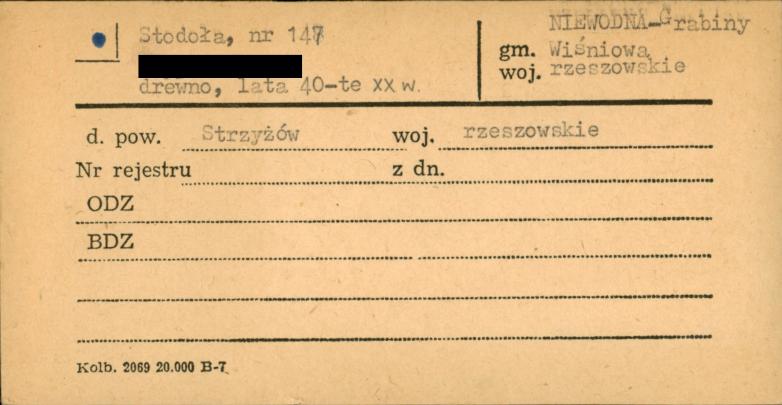 Stodoła, nr 147
drewno, lata 40-te XX w.
NIEWODNA-Grabiny
gm. Wiśniowa
woj. rzeszowskie
d. pow. Strzyżów woj. rzeszowskie
Nr rejestru z dn.
ODZ
BDZ
Kolb. 2069 20.000 B-7